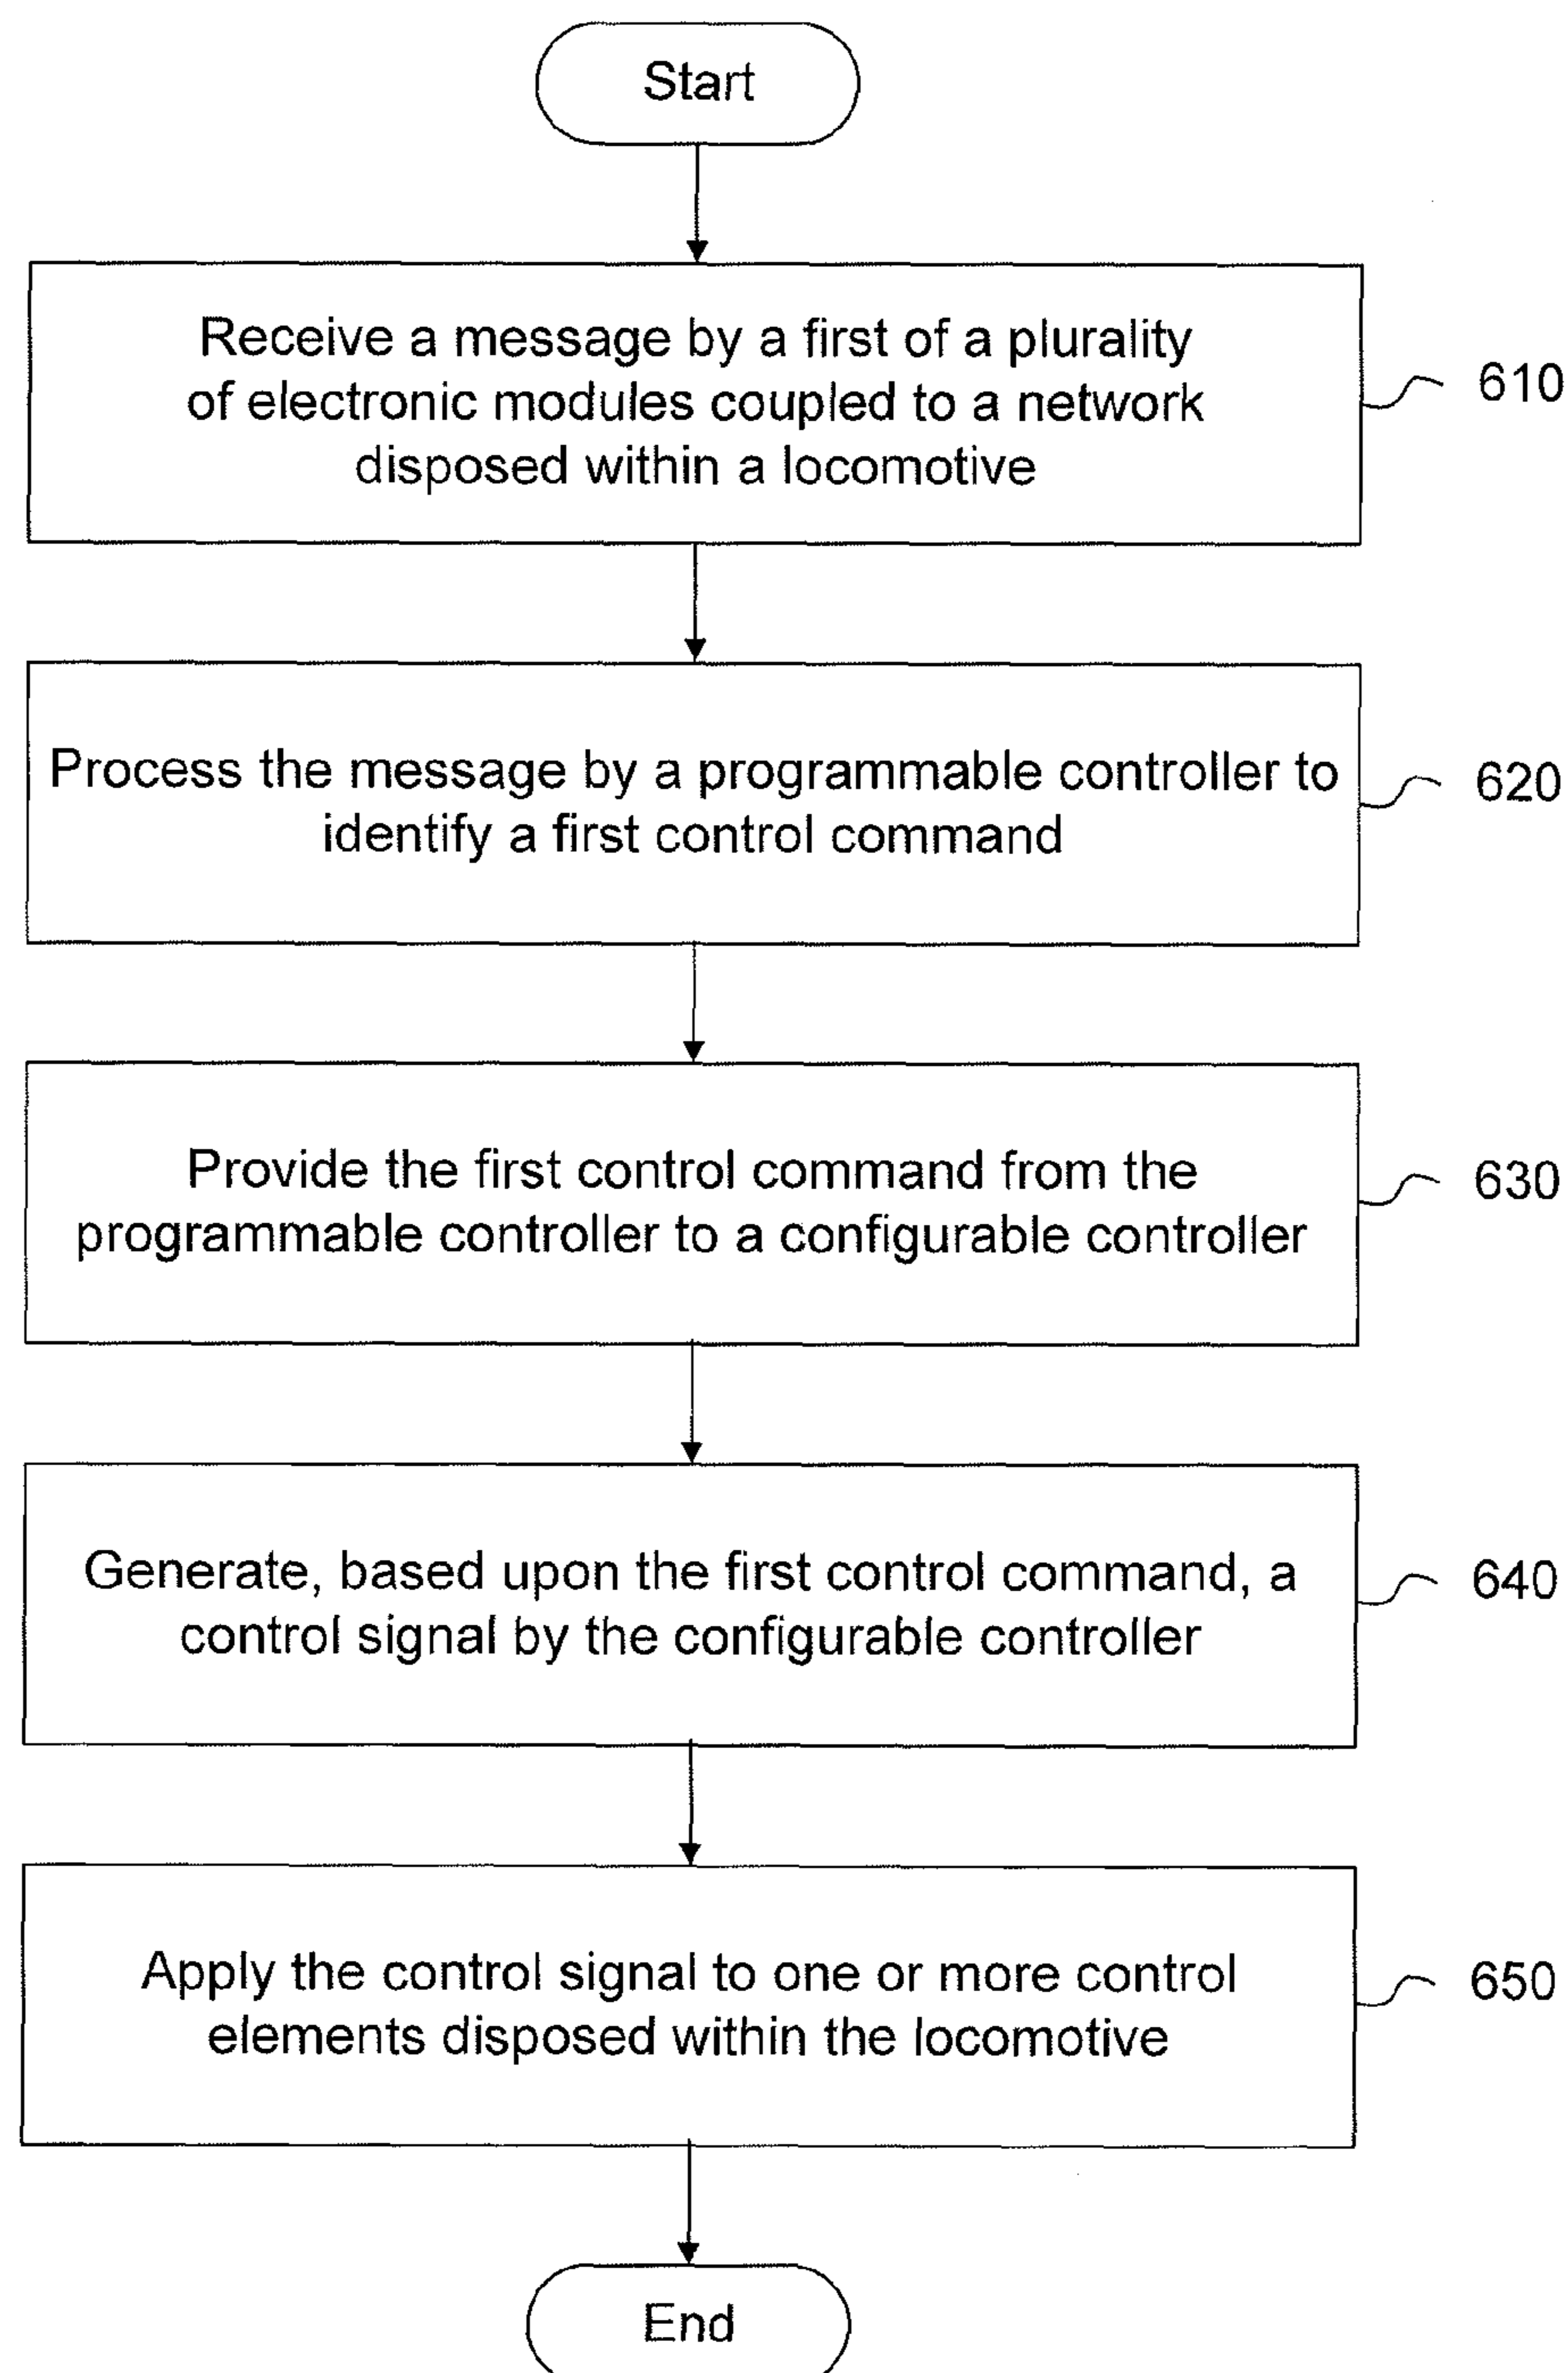 Start
Receive a message by a first of a plurality
of electronic modules coupled to a network
disposed within a locomotive
610
Process the message by a programmable controller to
identify a first control command
620
Provide the first control command from the
programmable controller to a configurable controller
630
Generate, based upon the first control command, a
control signal by the configurable controller
640
Apply the control signal to one or more control
elements disposed within the locomotive
650
End